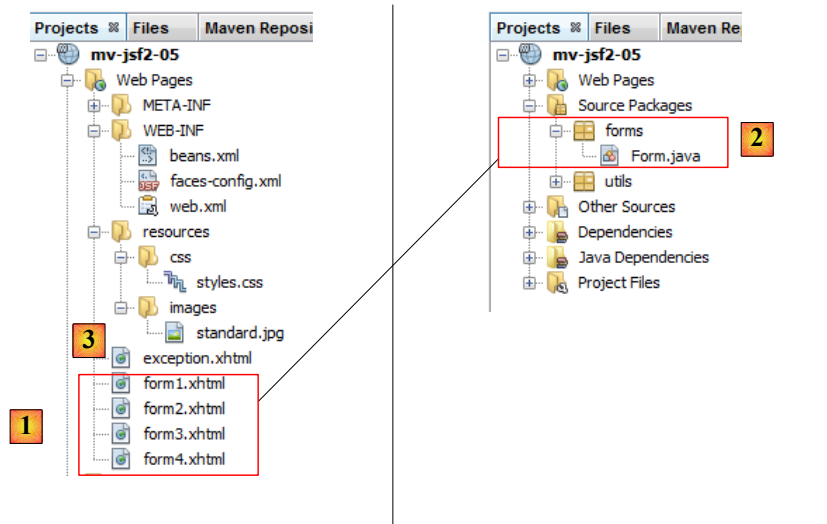 Projects Files Maven Reposi
mv-jsf2-05
Web Pages
META-INF
WEB-INF
beans.xml
faces-config.xml
web.xml
resources
css
styles.css
images
standard.jpg
3
exception.xhtml
form1.xhtml
form2.xhtml
1
form3.xhtml
form4.xhtml
Projects Files Maven Re
mv-jsf2-05
Web Pages
Source Packages
forms
2
Form.java
utils
Other Sources
Dependencies
Java Dependencies
Project Files